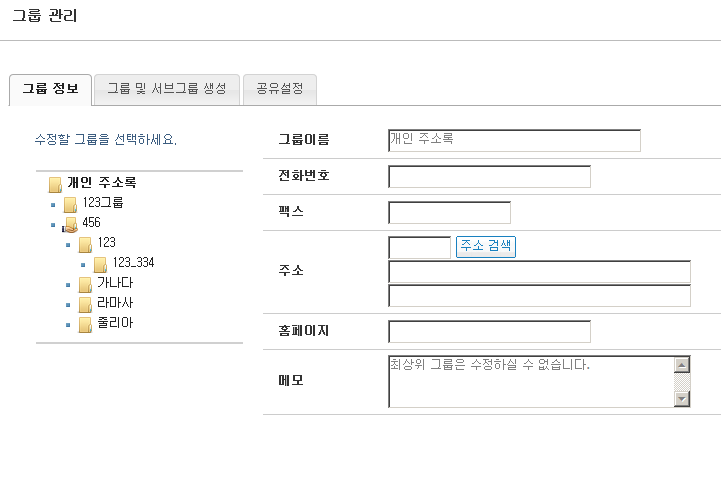 그룹 관리
그룹 정보 그룹 및 서브그룹 생성 공유설정
수정할 그룹을 선택하세요.
개인 주소록
123그룹
456
123
123_334
가나다
라마사
줄리아
그룹이름 개인 주소록
전화번호
팩스
주소 주소 검색
홈페이지
메모 최상위 그룹은 수정하실 수 없습니다.